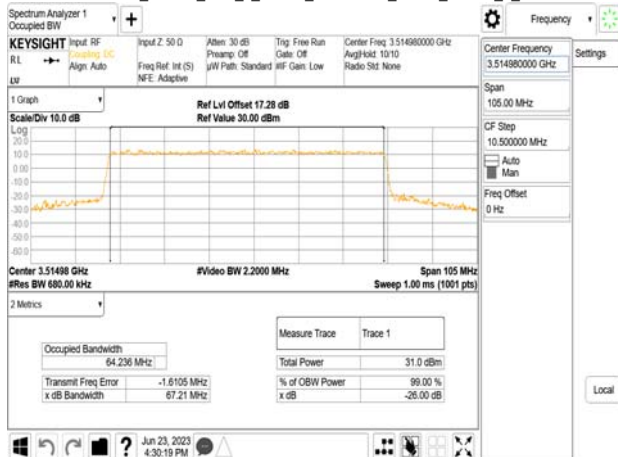 Spectrum Analyzer 1
Occupied BW
Frequency
KEYSIGHT
Input: RF
Coupling: DC
Align: Auto
Input Z: 50 Ω
Freq Ref: Int (S)
NFE: Adaptive
Atten: 30 dB
Preamp: Off
µW Path: Standard
Trig: Free Run
Gate: Off
#IF Gain: Low
Center Freq: 3.514980000 GHz
Avg|Hold: 10/10
Radio Std: None
RL
Center Frequency
3.514980000 GHz
Settings
Span
105.00 MHz
CF Step
10.500000 MHz
Auto
Man
Freq Offset
0 Hz
Local
1 Graph
Scale/Div 10.0 dB
Ref Lvl Offset 17.28 dB
Ref Value 30.00 dBm
Log
20.0
10.0
0.00
-10.0
-20.0
-30.0
-40.0
-50.0
-60.0
Center 3.51498 GHz
#Video BW 2.2000 MHz
Span 105 MHz
#Res BW 680.00 kHz
Sweep 1.00 ms (1001 pts)
2 Metrics
Measure Trace
Trace 1
Occupied Bandwidth
64.236 MHz
Total Power
31.0 dBm
Transmit Freq Error
-1.6105 MHz
% of OBW Power
99.00 %
x dB Bandwidth
67.21 MHz
x dB
-26.00 dB
?
Jun 23, 2023
4:30:19 PM